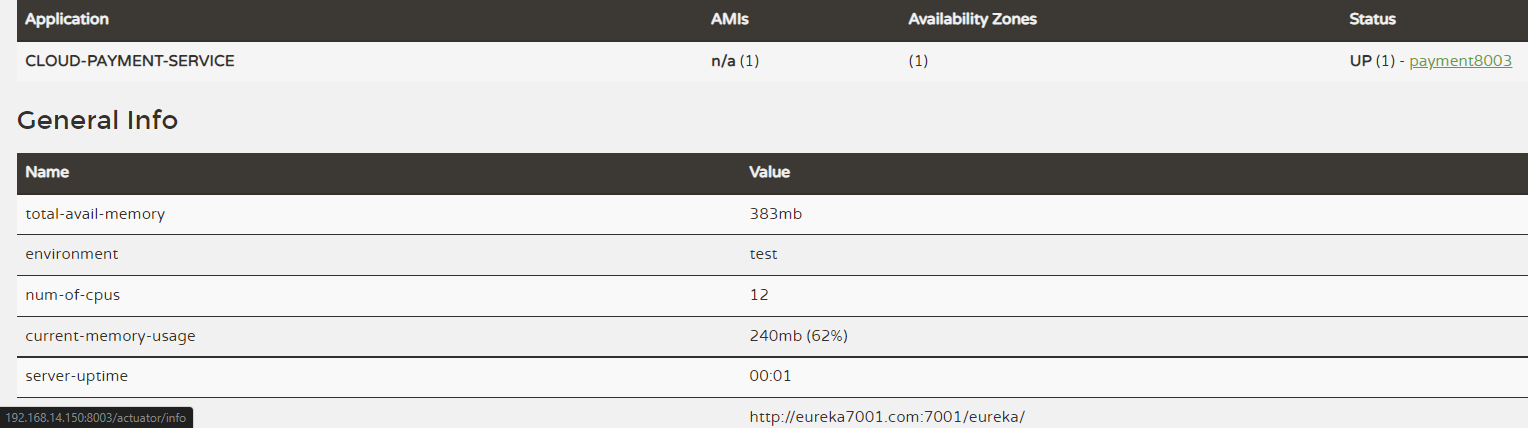 Application AMIs Availability Zones Status
CLOUD-PAYMENT-SERVICE n/a (1) (1) UP (1) - payment8003
General Info
Name Value
total-avail-memory 383mb
environment test
num-of-cpus 12
current-memory-usage 240mb (62%)
server-uptime 00:01
192.168.14.150:8003/actuator/info http://eureka7001.com:7001/eureka/